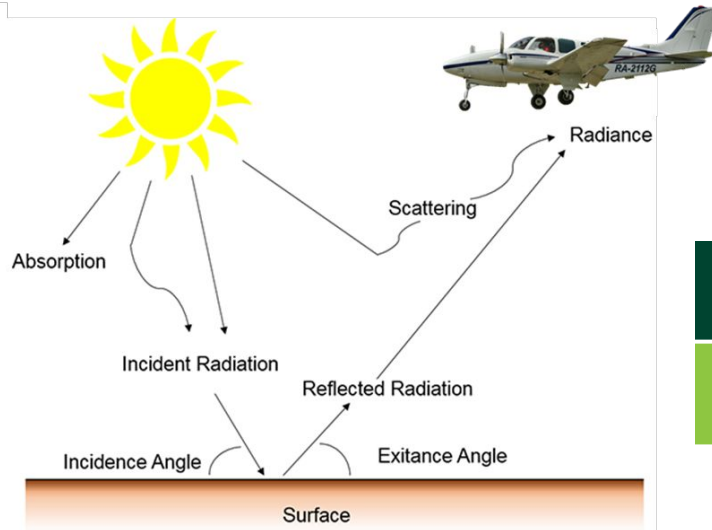 RA-2112G
Radiance
Scattering
Absorption
Incident Radiation
Reflected Radiation
Incidence Angle
Exitance Angle
Surface